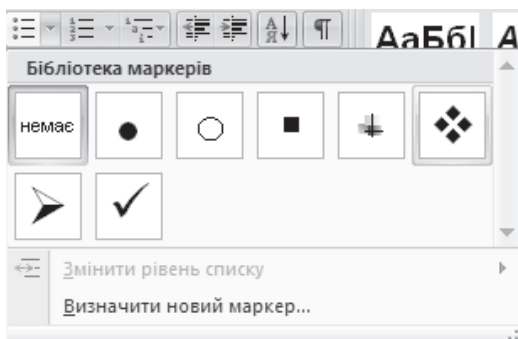 АаБбІ А
Бібліотека маркерів
немає
Змінити рівень списку
Визначити новий маркер...